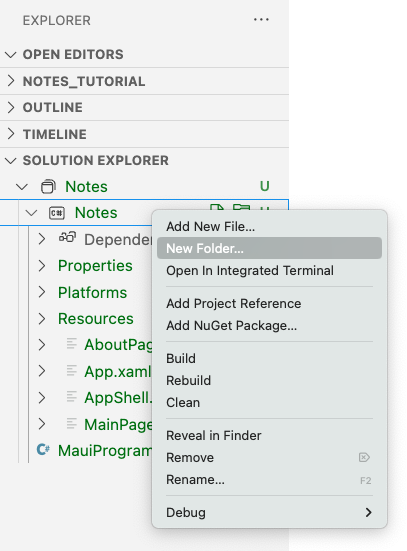 EXPLORER
OPEN EDITORS
NOTES_TUTORIAL
OUTLINE
TIMELINE
SOLUTION EXPLORER
Notes U
C# Notes U
Add New File...
New Folder...
Open In Integrated Terminal
Add Project Reference
Add NuGet Package...
Build
Rebuild
Clean
Reveal in Finder
Remove
Rename... F2
Debug
Dependen
Properties
Platforms
Resources
AboutPag
App.xaml
AppShell.
MainPage
C# MauiProgram